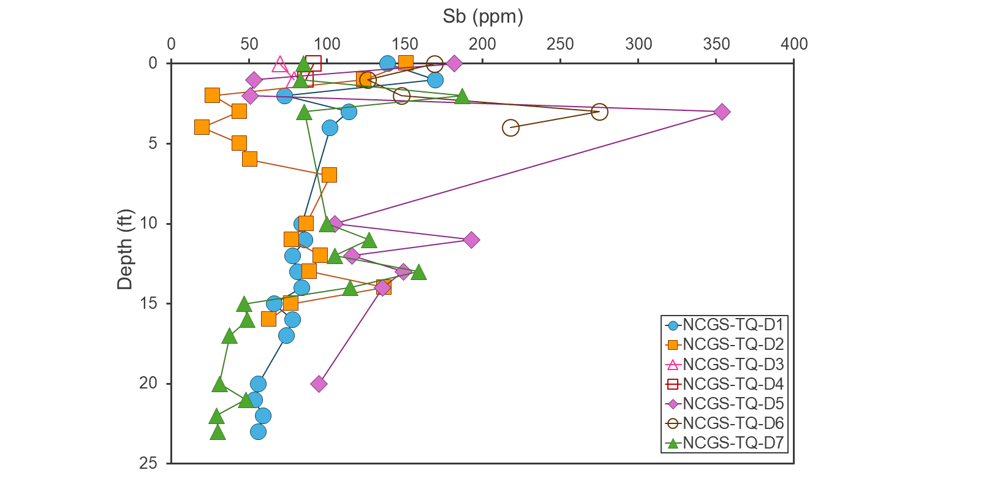 Sb (ppm)
0 50 100 150 200 250 300 350 400
0
5
10
15
20
25
Depth (ft)
NCGS-TQ-D1
NCGS-TQ-D2
NCGS-TQ-D3
NCGS-TQ-D4
NCGS-TQ-D5
NCGS-TQ-D6
NCGS-TQ-D7